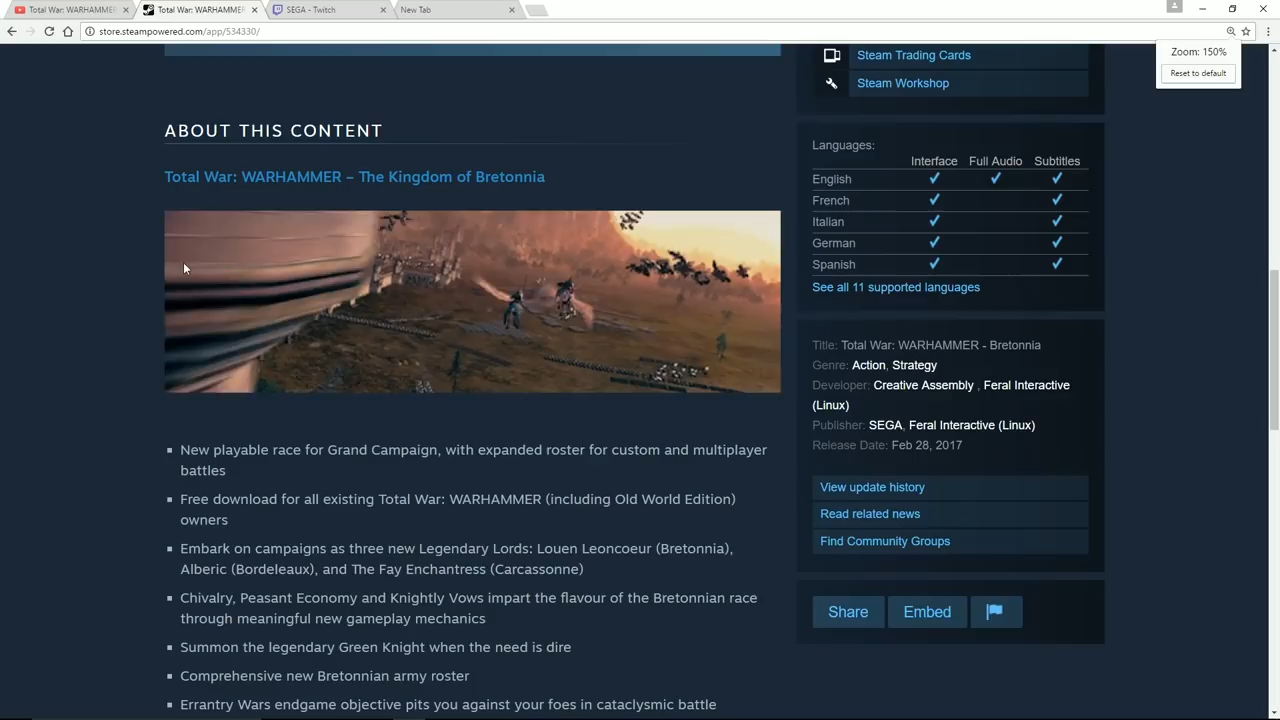 Total War: WARHAMMER
Total War: WARHAMMER
SEGA - Twitch
New Tab
store.steampowered.com/app/534330/
Zoom: 150%
Reset to default
Steam Trading Cards
Steam Workshop
ABOUT THIS CONTENT
Total War: WARHAMMER – The Kingdom of Bretonnia
New playable race for Grand Campaign, with expanded roster for custom and multiplayer
battles
Free download for all existing Total War: WARHAMMER (including Old World Edition)
owners
Embark on campaigns as three new Legendary Lords: Louen Leoncoeur (Bretonnia),
Alberic (Bordeleaux), and The Fay Enchantress (Carcassonne)
Chivalry, Peasant Economy and Knightly Vows impart the flavour of the Bretonnian race
through meaningful new gameplay mechanics
Summon the legendary Green Knight when the need is dire
Comprehensive new Bretonnian army roster
Errantry Wars endgame objective pits you against your foes in cataclysmic battle
Languages:
Interface Full Audio Subtitles
English ✔ ✔ ✔
French ✔ ✔
Italian ✔ ✔
German ✔ ✔
Spanish ✔ ✔
See all 11 supported languages
Title: Total War: WARHAMMER - Bretonnia
Genre: Action, Strategy
Developer: Creative Assembly , Feral Interactive
(Linux)
Publisher: SEGA, Feral Interactive (Linux)
Release Date: Feb 28, 2017
View update history
Read related news
Find Community Groups
Share Embed